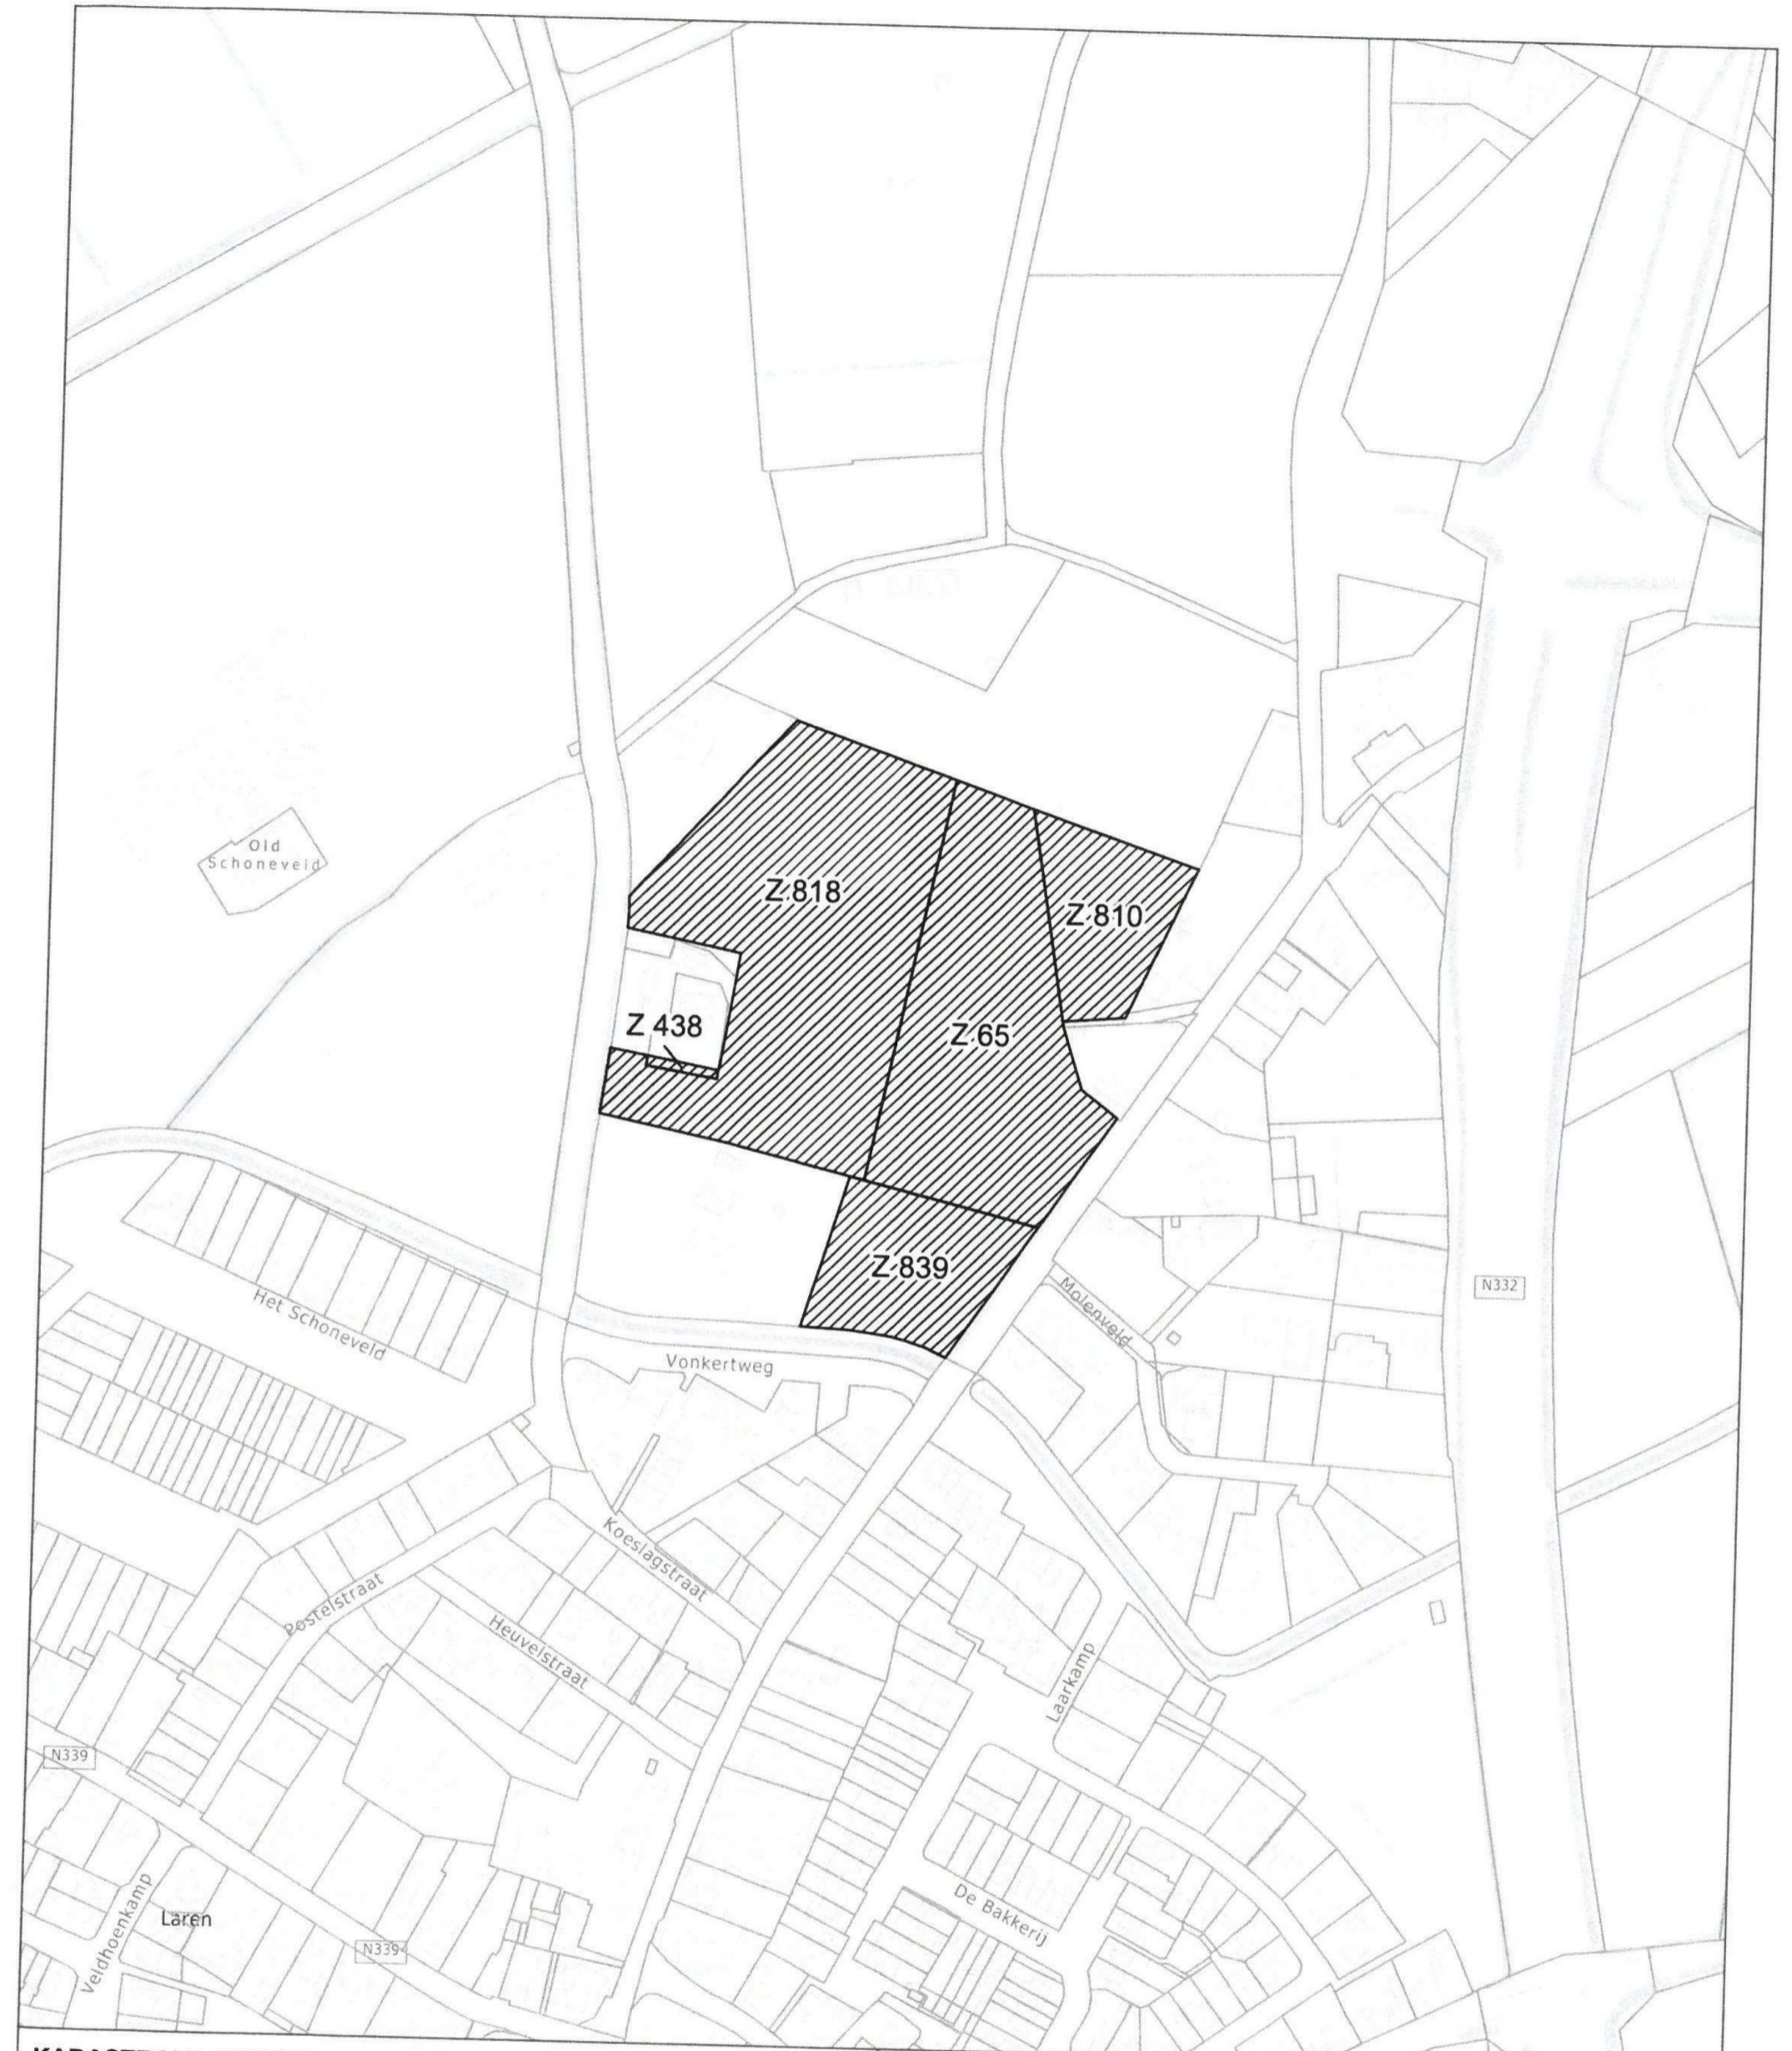 Old
Schoneveld
Z 818
Z 810
Z 438
Z 65
Z 839
N332
Molenveld
Het Schoneveld
Vonkertweg
Koeslagstraat
Postelstraat
Heuvelstraat
Laarkamp
N339
De Bakkerij
Veldhoenkamp
Laren
N339